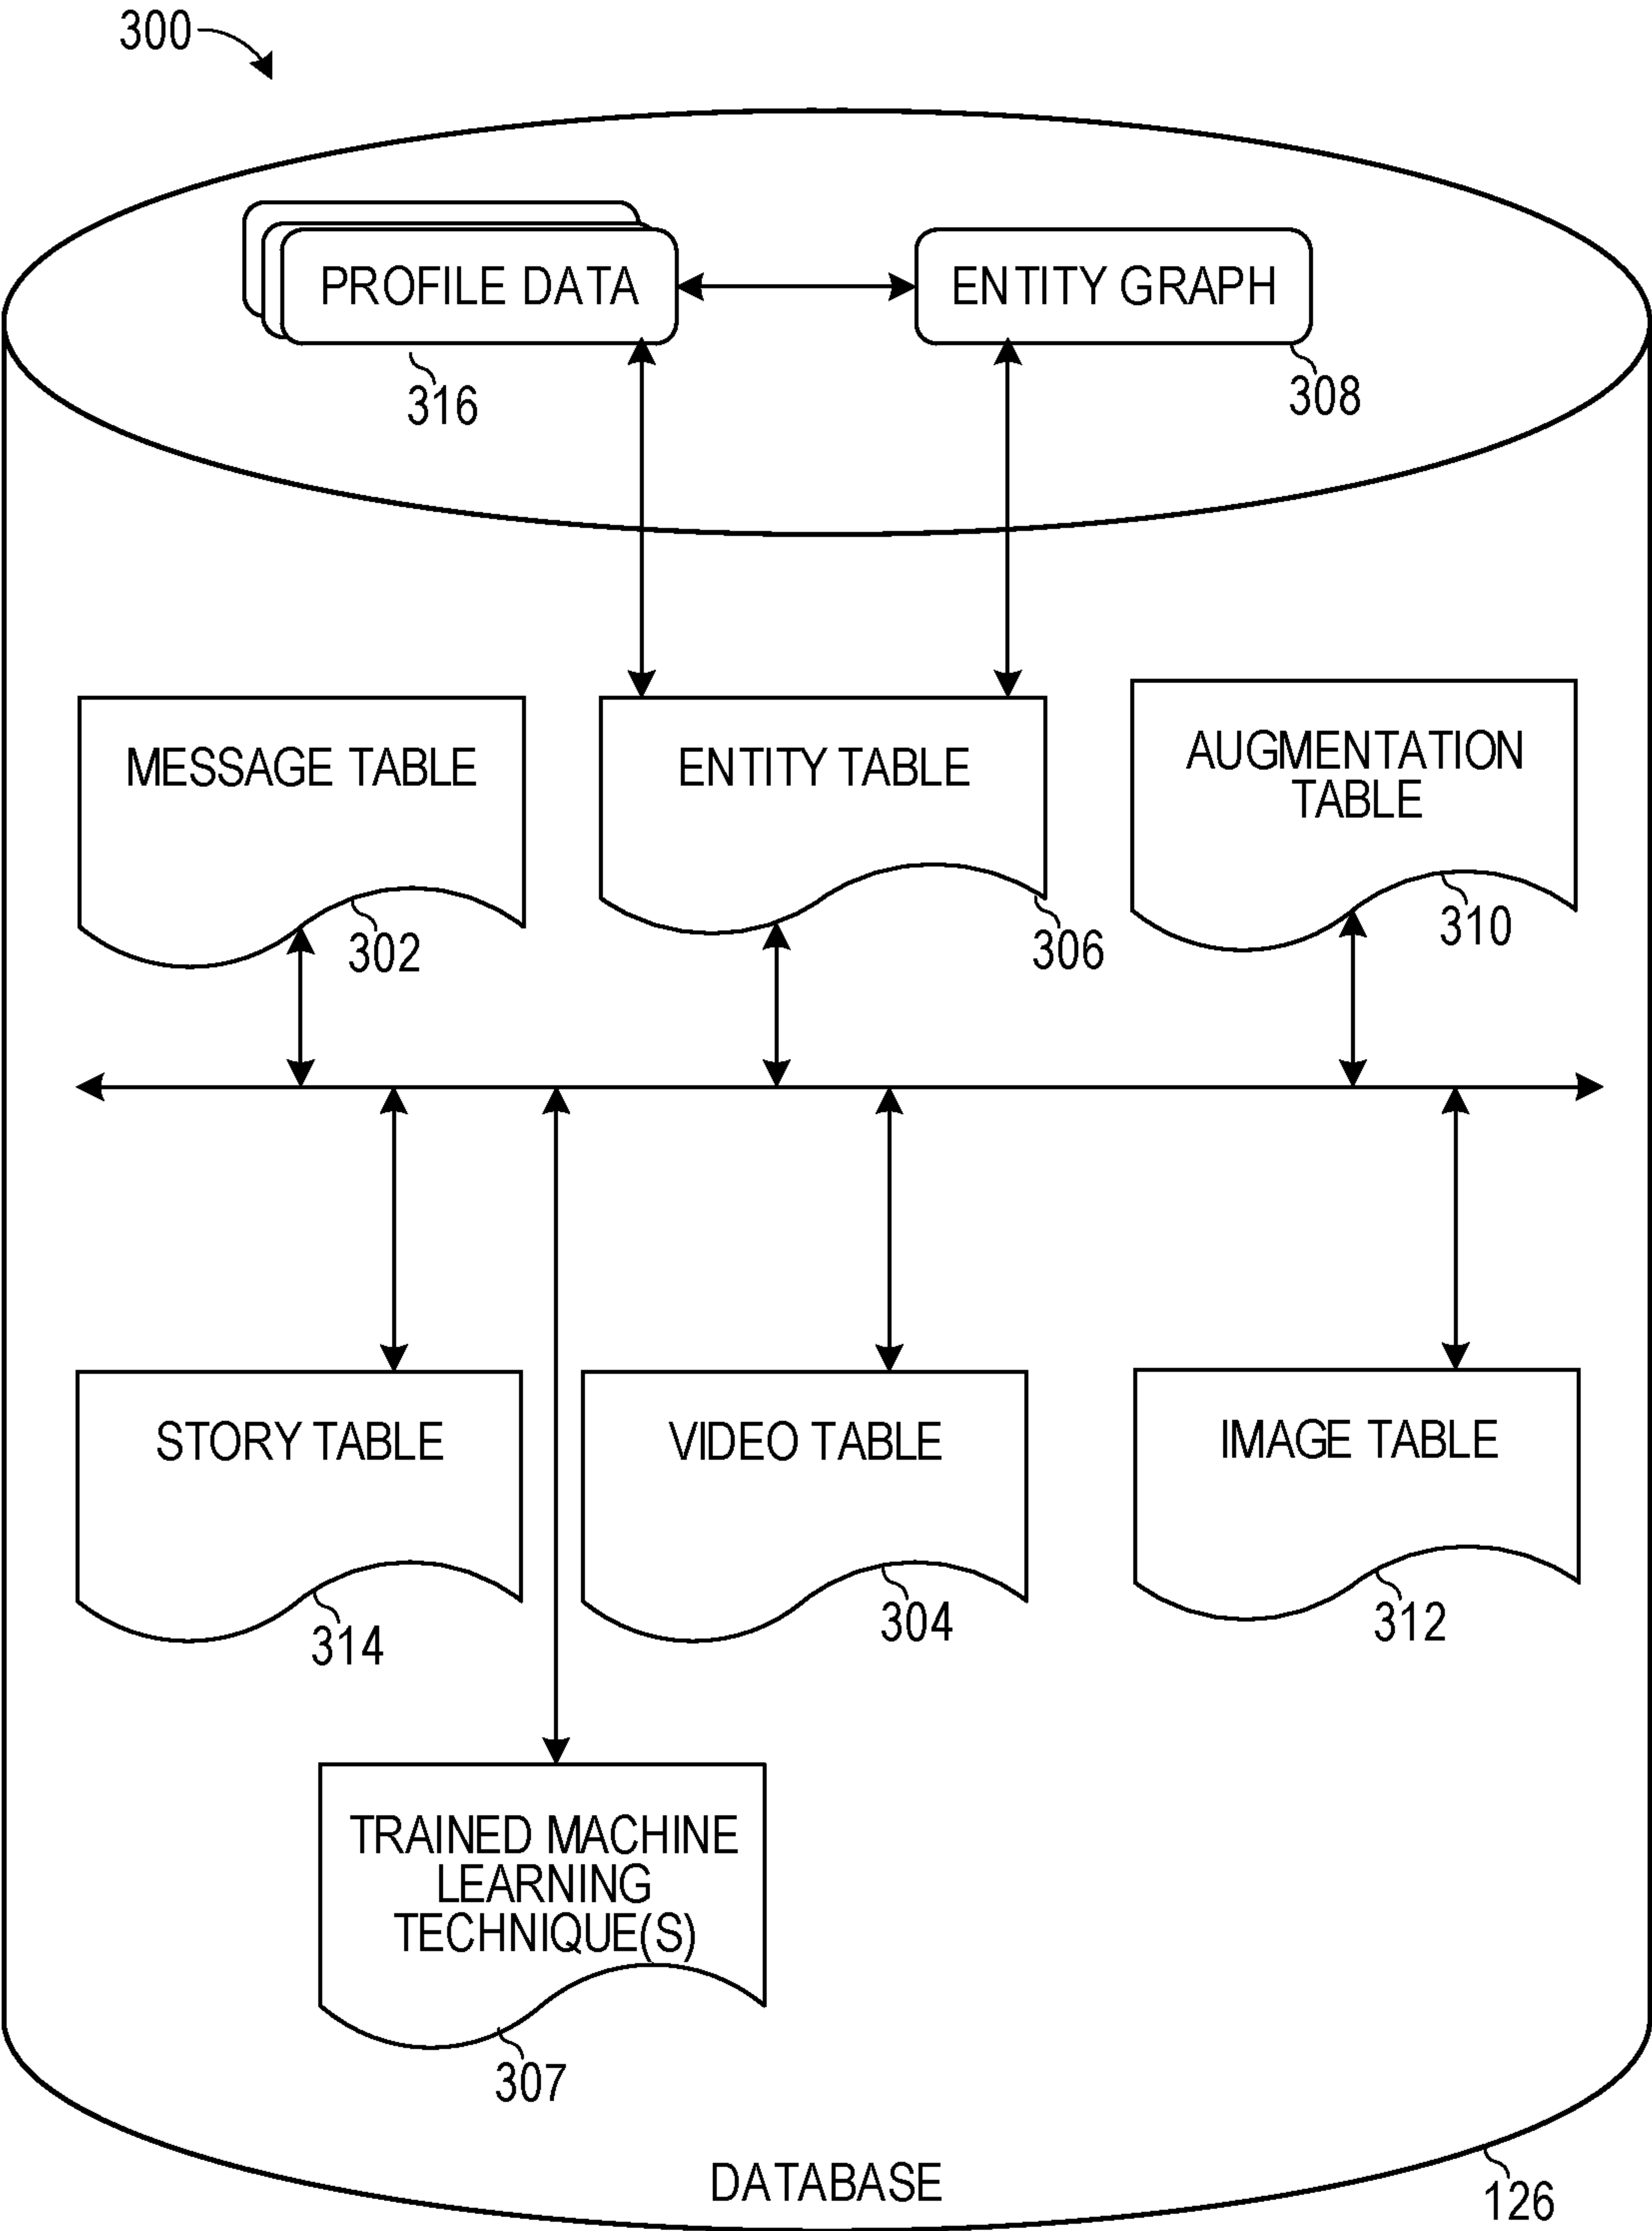 300
PROFILE DATA
ENTITY GRAPH
316
308
MESSAGE TABLE
ENTITY TABLE
AUGMENTATION
TABLE
302
306
310
STORY TABLE
VIDEO TABLE
IMAGE TABLE
314
304
312
TRAINED MACHINE
LEARNING
TECHNIQUE(S)
307
DATABASE
126